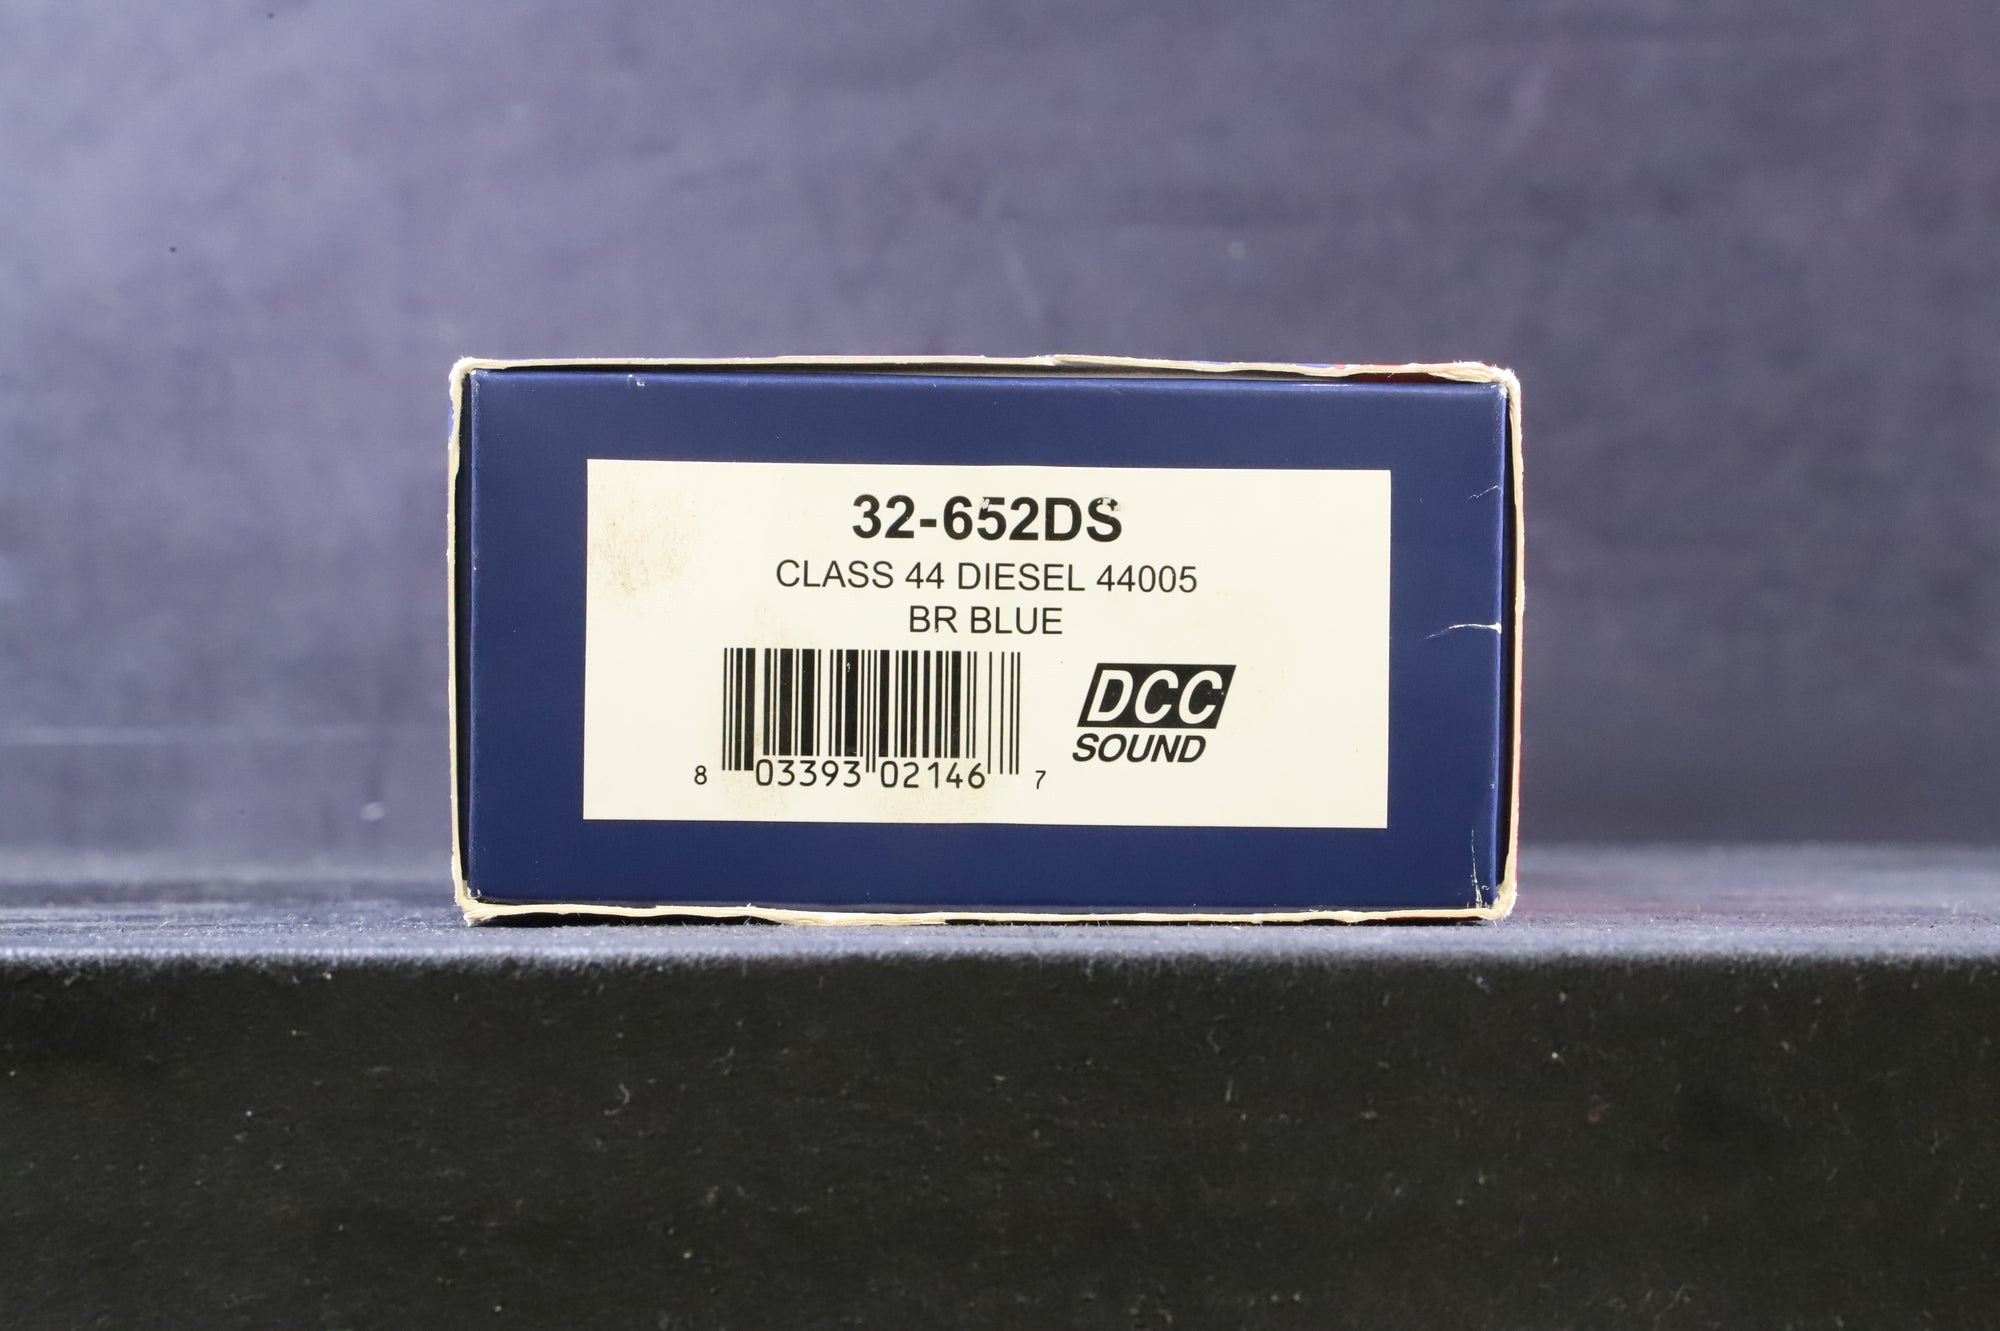 32-652DS
CLASS 44 DIESEL 44005
BR BLUE
DCC
SOUND
8 03393 02146 7